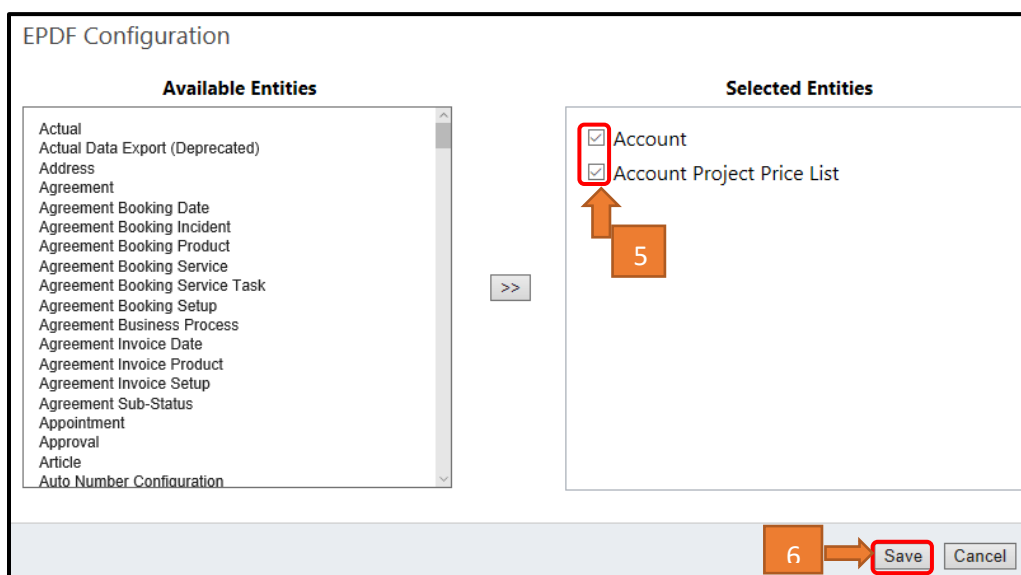 EPDF Configuration
Available Entities
Actual
Actual Data Export (Deprecated)
Address
Agreement
Agreement Booking Date
Agreement Booking Incident
Agreement Booking Product
Agreement Booking Service
Agreement Booking Service Task
Agreement Booking Setup
Agreement Business Process
Agreement Invoice Date
Agreement Invoice Product
Agreement Invoice Setup
Agreement Sub-Status
Appointment
Approval
Article
Auto Number Configuration
>>
Selected Entities
Account
Account Project Price List
5
6
Save
Cancel